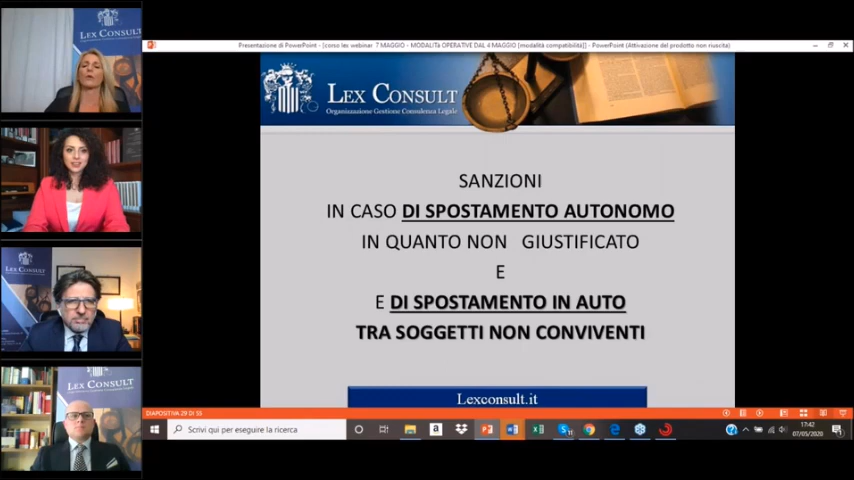 LEX CONSULT
LEX CONSULT
LEX CONSULT
Presentazione di PowerPoint - [corso lex webinar 7 MAGGIO - MODALITà OPERATIVE DAL 4 MAGGIO [modalità compatibilità]] - PowerPoint (Attivazione del prodotto non riuscita)
LEX CONSULT
Organizzazione Gestione Consulenza Legale
SANZIONI
IN CASO DI SPOSTAMENTO AUTONOMO
IN QUANTO NON GIUSTIFICATO
E
E DI SPOSTAMENTO IN AUTO
TRA SOGGETTI NON CONVIVENTI
Lexconsult.it
DIAPOSITIVA 29 DI 55
Scrivi qui per eseguire la ricerca
17:42
07/05/2020